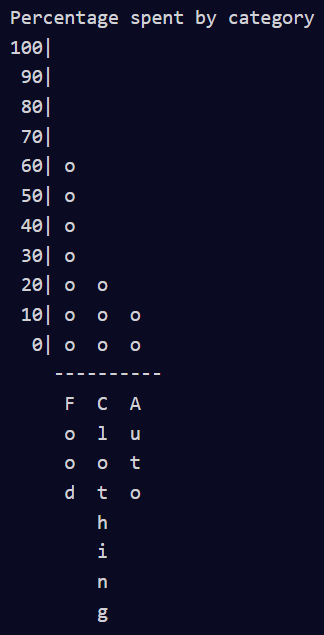 Percentage spent by category
100|
 90|
 80|
 70|
 60| o
 50| o
 40| o
 30| o
 20| o  o
 10| o  o  o
  0| o  o  o
    ----------
     F  C  A
     o  l  u
     o  o  t
     d  t  o
        h
        i
        n
        g